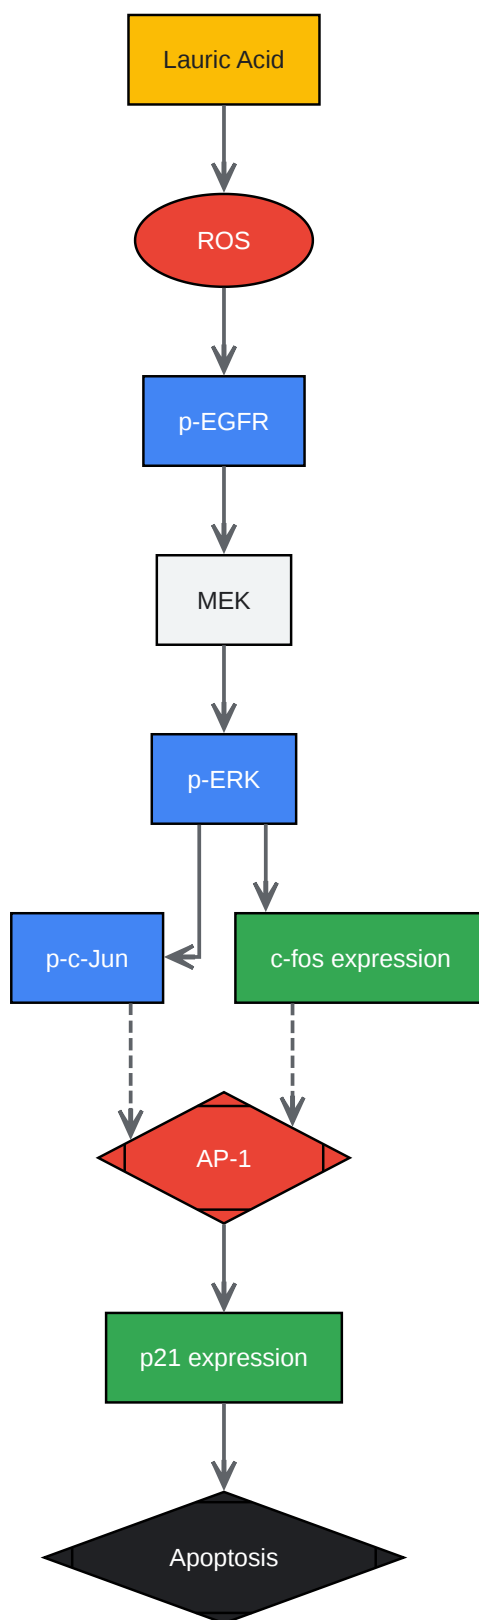 Lauric Acid
ROS
p-EGFR
MEK
p-ERK
p-c-Jun
c-fos expression
AP-1
p21 expression
Apoptosis